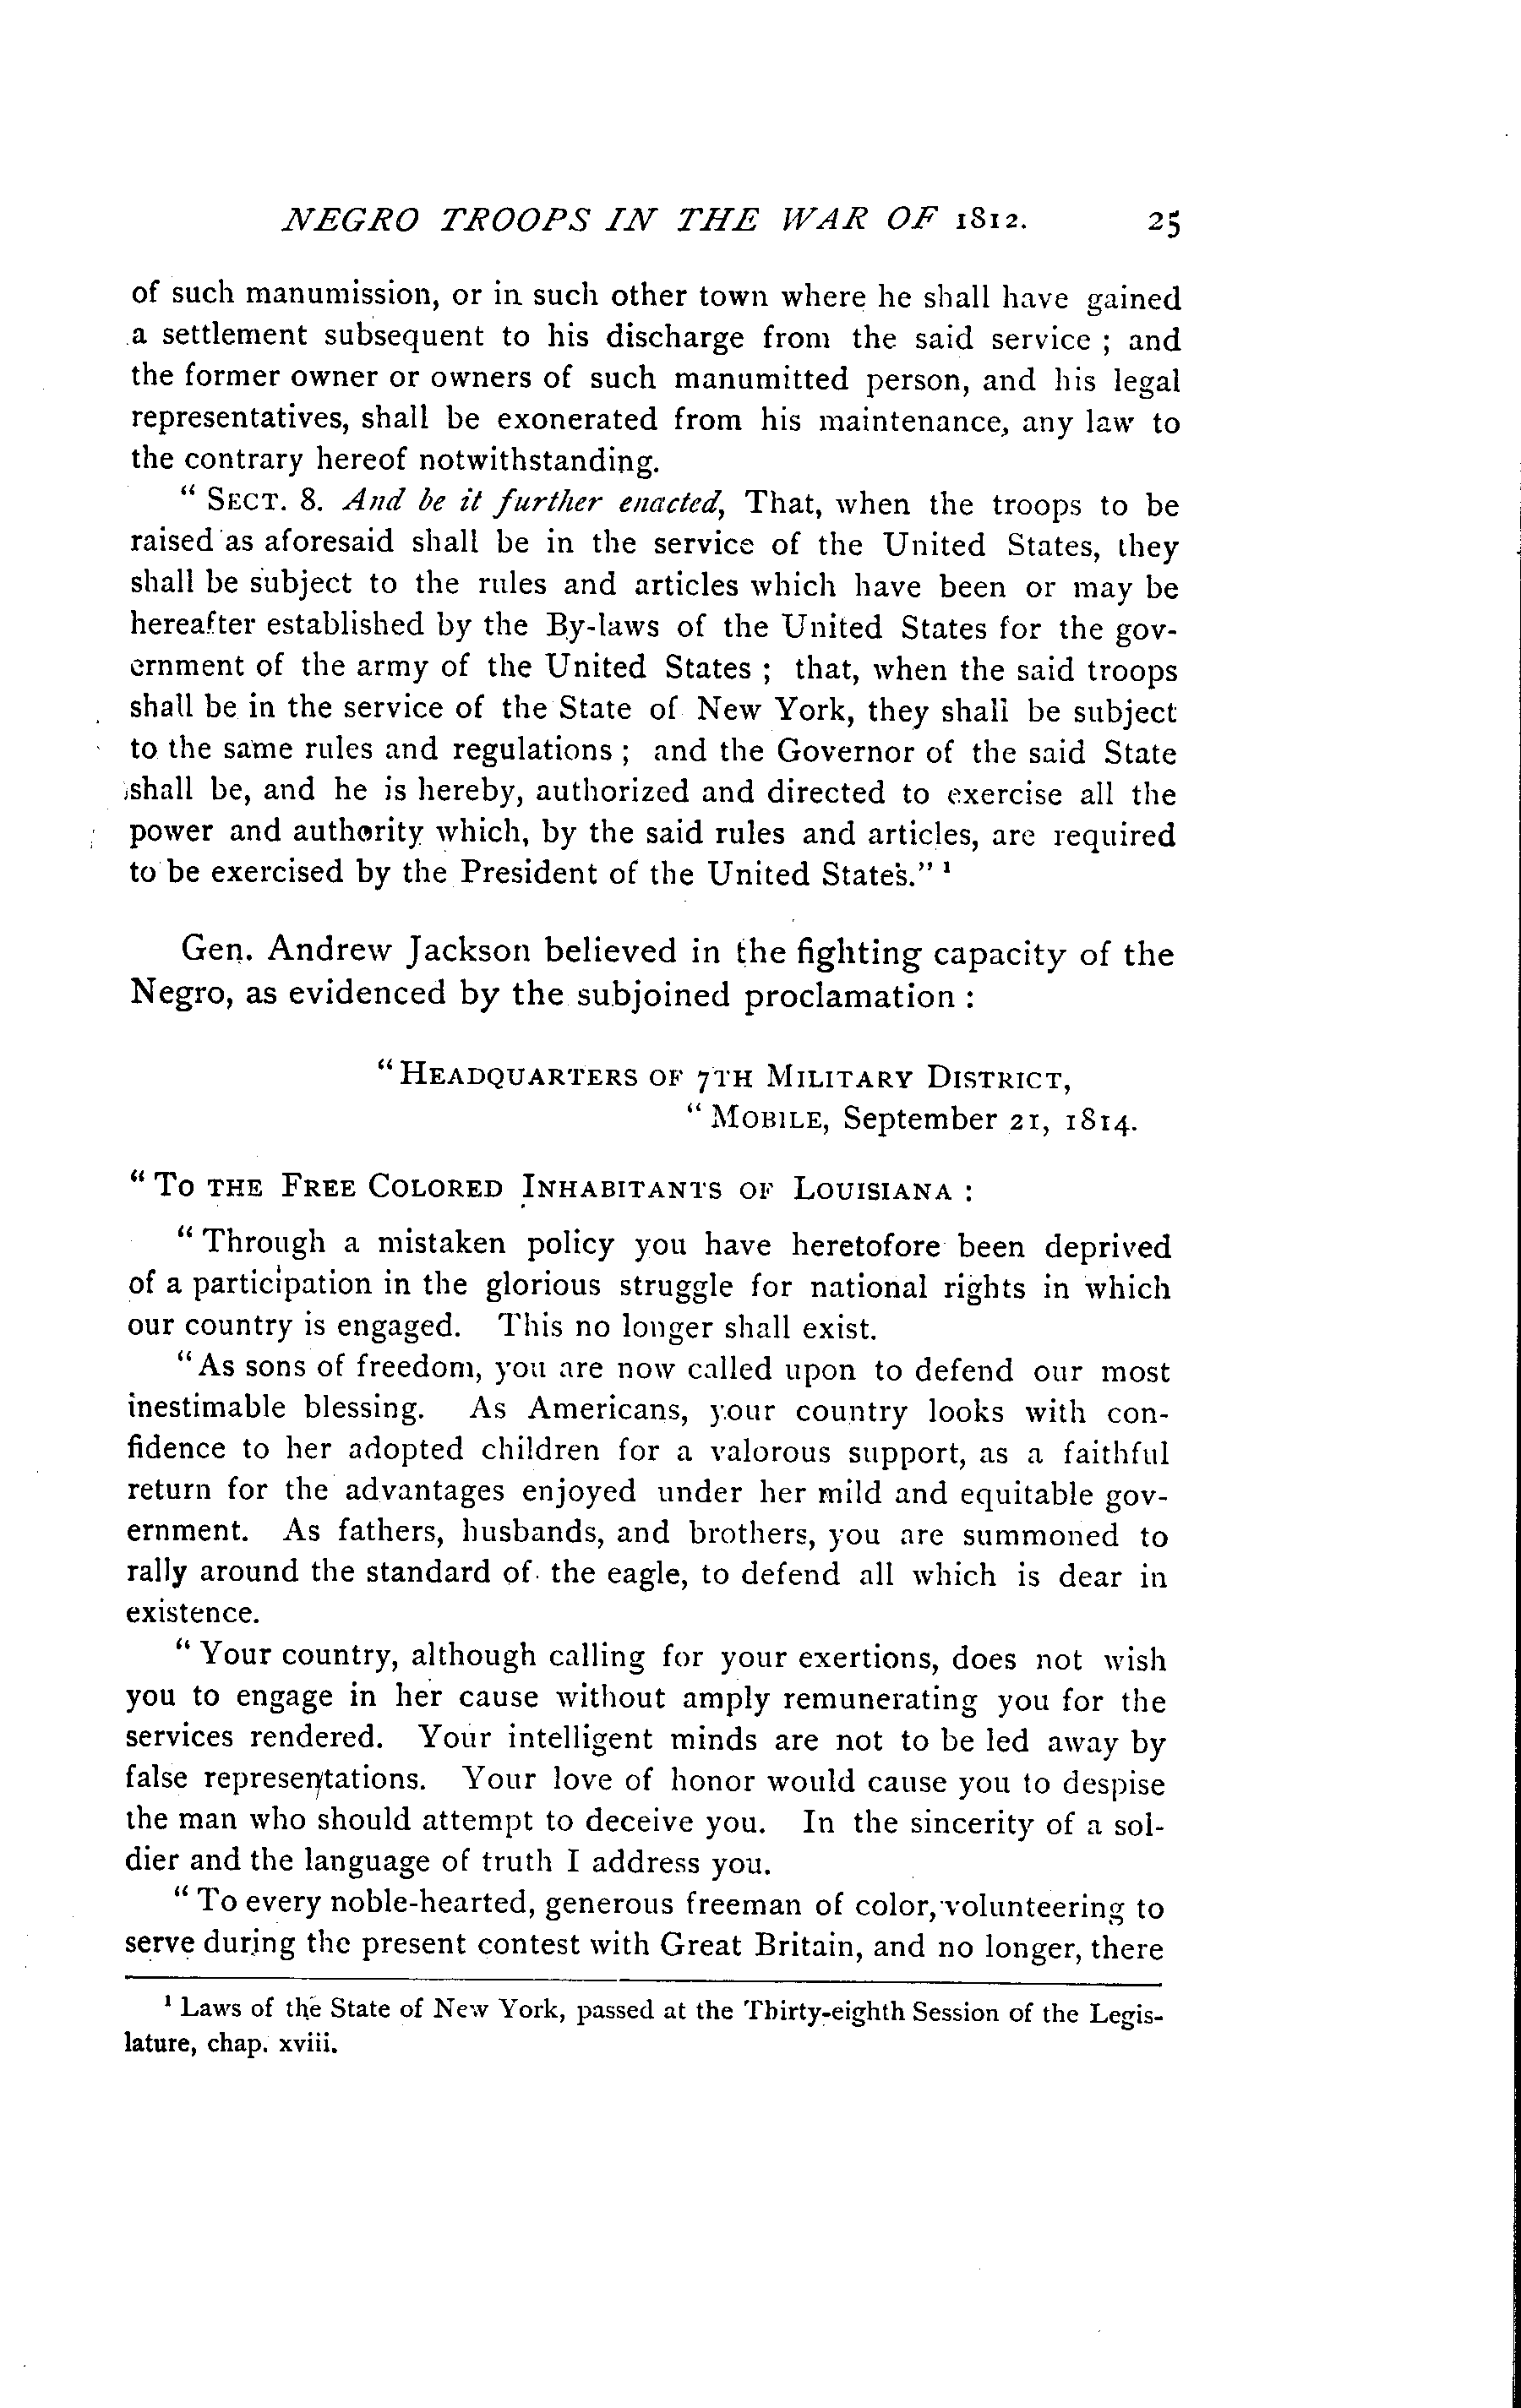 NEGRO TROOPS IN THE WAR OF 1812. 25
of such manumission, or in such other town where he shall have gained
a settlement subsequent to his discharge from the said service ; and
the former owner or owners of such manumitted person, and his legal
representatives, shall be exonerated from his maintenance, any law to
the contrary hereof notwithstanding.
" SECT. 8. And be it further enacted, That, when the troops to be
raised as aforesaid shall be in the service of the United States, they
shall be subject to the rules and articles which have been or may be
hereafter established by the By-laws of the United States for the gov-
ernment of the army of the United States ; that, when the said troops
shall be in the service of the State of New York, they shall be subject
to the same rules and regulations ; and the Governor of the said State
shall be, and he is hereby, authorized and directed to exercise all the
power and authority which, by the said rules and articles, are required
to be exercised by the President of the United States." ¹
Gen. Andrew Jackson believed in the fighting capacity of the
Negro, as evidenced by the subjoined proclamation :
" HEADQUARTERS OF 7TH MILITARY DISTRICT,
" MOBILE, September 21, 1814.
" TO THE FREE COLORED INHABITANTS OF LOUISIANA :
" Through a mistaken policy you have heretofore been deprived
of a participation in the glorious struggle for national rights in which
our country is engaged. This no longer shall exist.
" As sons of freedom, you are now called upon to defend our most
inestimable blessing. As Americans, your country looks with con-
fidence to her adopted children for a valorous support, as a faithful
return for the advantages enjoyed under her mild and equitable gov-
ernment. As fathers, husbands, and brothers, you are summoned to
rally around the standard of the eagle, to defend all which is dear in
existence.
" Your country, although calling for your exertions, does not wish
you to engage in her cause without amply remunerating you for the
services rendered. Your intelligent minds are not to be led away by
false representations. Your love of honor would cause you to despise
the man who should attempt to deceive you. In the sincerity of a sol-
dier and the language of truth I address you.
" To every noble-hearted, generous freeman of color, volunteering to
serve during the present contest with Great Britain, and no longer, there
¹ Laws of the State of New York, passed at the Thirty-eighth Session of the Legis-
lature, chap. xviii.